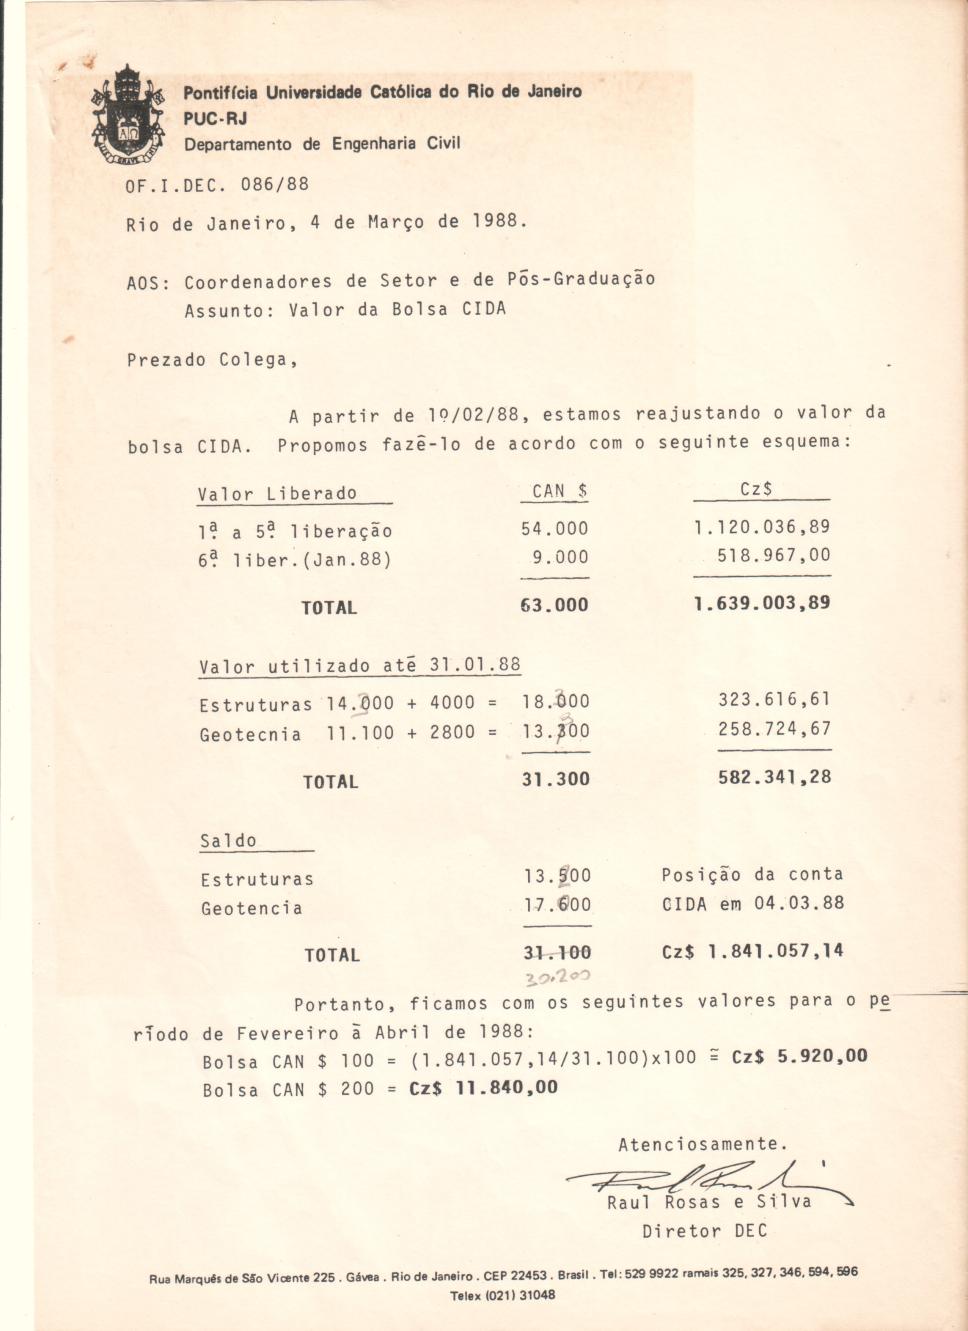 Pontifícia Universidade Católica do Rio de Janeiro
PUC-RJ
Departamento de Engenharia Civil
OF.I.DEC. 086/88
Rio de Janeiro, 4 de Março de 1988.
AOS: Coordenadores de Setor e de Pós-Graduação
Assunto: Valor da Bolsa CIDA
Prezado Colega,
A partir de 1º/02/88, estamos reajustando o valor da
bolsa CIDA. Propomos fazê-lo de acordo com o seguinte esquema:
Valor Liberado CAN $ Cz$
1ª a 5ª liberação 54.000 1.120.036,89
6ª liber.(Jan.88) 9.000 518.967,00
TOTAL 63.000 1.639.003,89
Valor utilizado até 31.01.88
Estruturas 14.000 + 4000 = 18.000 323.616,61
Geotecnia 11.100 + 2800 = 13.300 258.724,67
TOTAL 31.300 582.341,28
Saldo
Estruturas 13.500 Posição da conta
Geotencia 17.600 CIDA em 04.03.88
TOTAL 31.100 Cz$ 1.841.057,14
30.200
Portanto, ficamos com os seguintes valores para o pe
ríodo de Fevereiro à Abril de 1988:
Bolsa CAN $ 100 = (1.841.057,14/31.100)x100 ≅ Cz$ 5.920,00
Bolsa CAN $ 200 = Cz$ 11.840,00
Atenciosamente.
Raul Rosas e Silva
Diretor DEC
Rua Marquês de São Vicente 225 . Gávea . Rio de Janeiro . CEP 22453 . Brasil . Tel: 529 9922 ramais 325, 327, 346, 594, 596
Telex (021) 31048